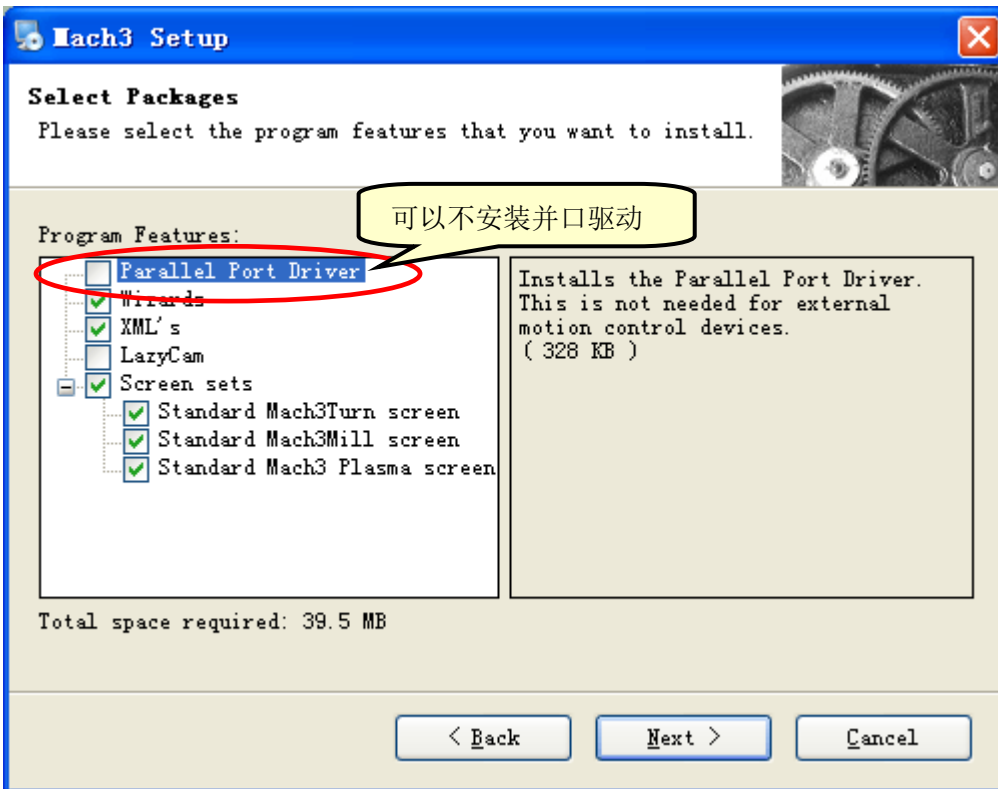 Mach3 Setup
Select Packages
Please select the program features that you want to install.
可以不安装并口驱动
Program Features:
Parallel Port Driver
Wizards
XML's
LazyCam
Screen sets
Standard Mach3Turn screen
Standard Mach3Mill screen
Standard Mach3 Plasma screen
Installs the Parallel Port Driver.
This is not needed for external
motion control devices.
( 328 KB )
Total space required: 39.5 MB
< Back
Next >
Cancel